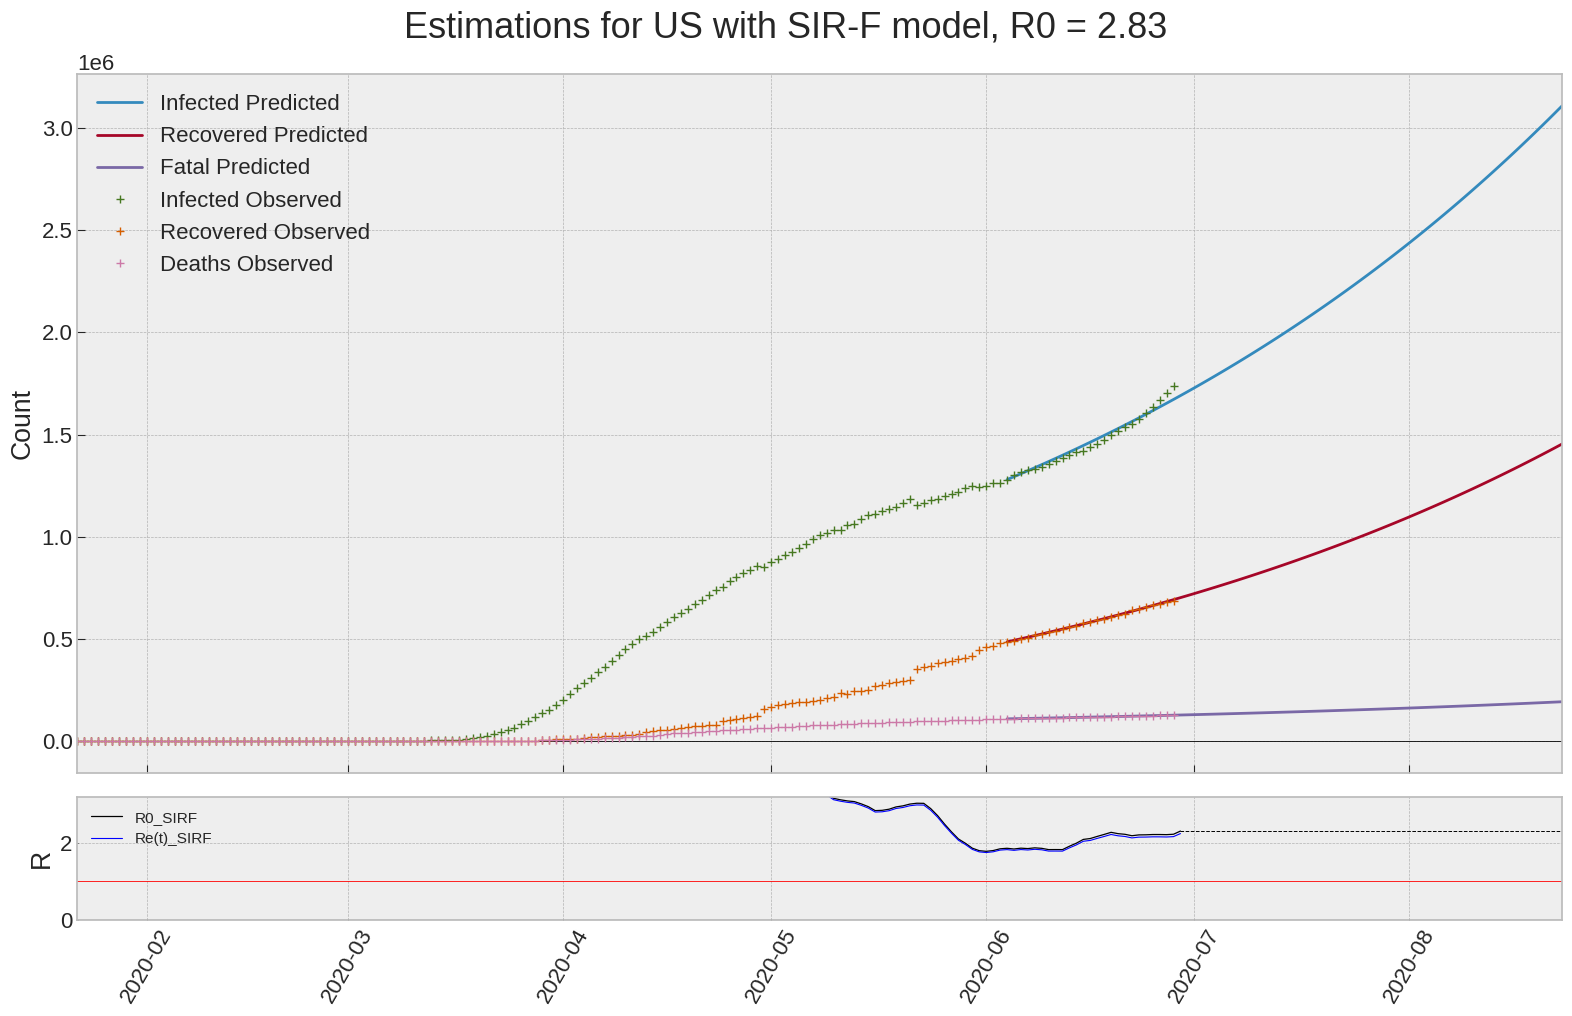 Estimations for US with SIR-F model, R0 = 2.83
1e6
Infected Predicted
Recovered Predicted
Fatal Predicted
Infected Observed
Recovered Observed
Deaths Observed
3.0
2.5
2.0
1.5
1.0
0.5
0.0
Count
R0_SIRF
Re(t)_SIRF
2
0
R
2020-02
2020-03
2020-04
2020-05
2020-06
2020-07
2020-08